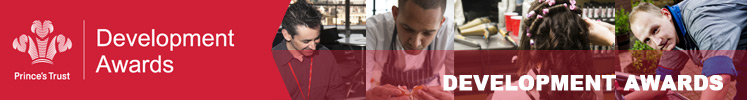 Prince's Trust
Development
Awards
DEVELOPMENT AWARDS